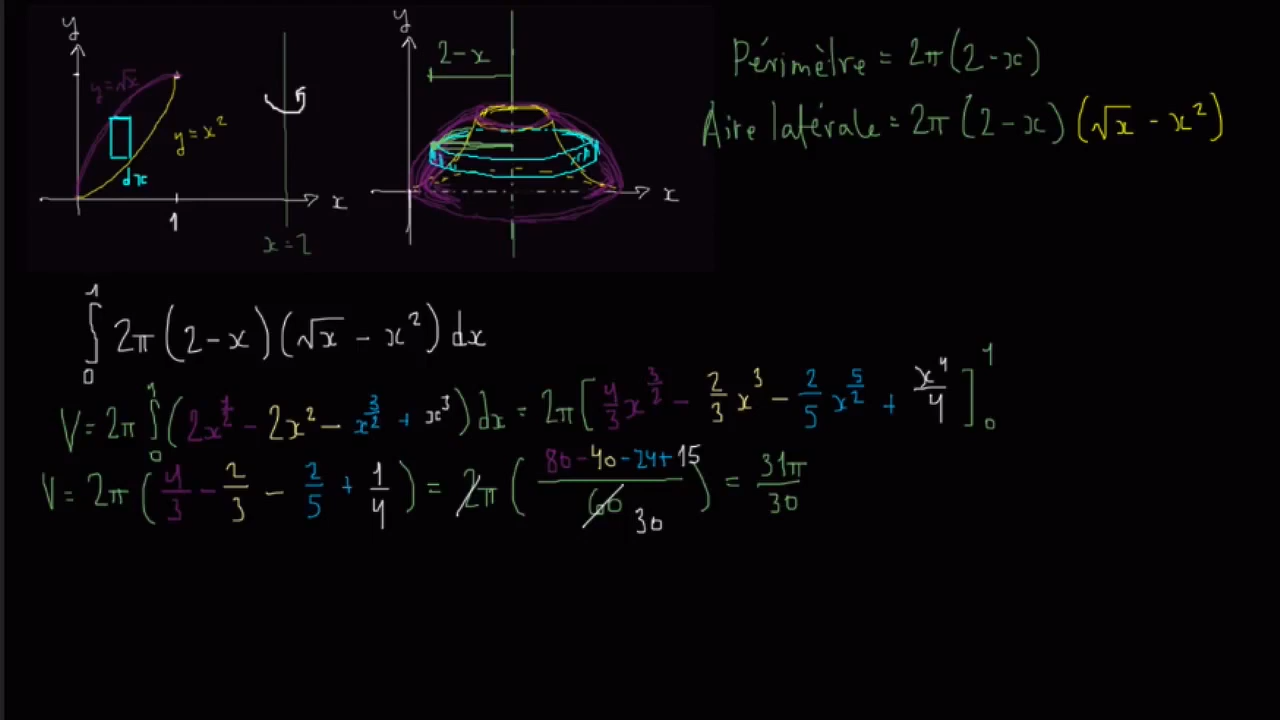 y
y = √x
y = x²
dx
1
x
x = 2
y
2 - x
x
Périmètre = 2π(2 - x)
Aire latérale = 2π(2 - x)(√x - x²)
∫₀¹ 2π(2 - x)(√x - x²) dx
V = 2π ∫₀¹ (2x^(1/2) - 2x² - x^(3/2) + x³) dx = 2π [4/3 x^(3/2) - 2/3 x³ - 2/5 x^(5/2) + x⁴/4]₀¹
V = 2π (4/3 - 2/3 - 2/5 + 1/4) = 2π ((80 - 40 - 24 + 15)/60 30) = 31π/30